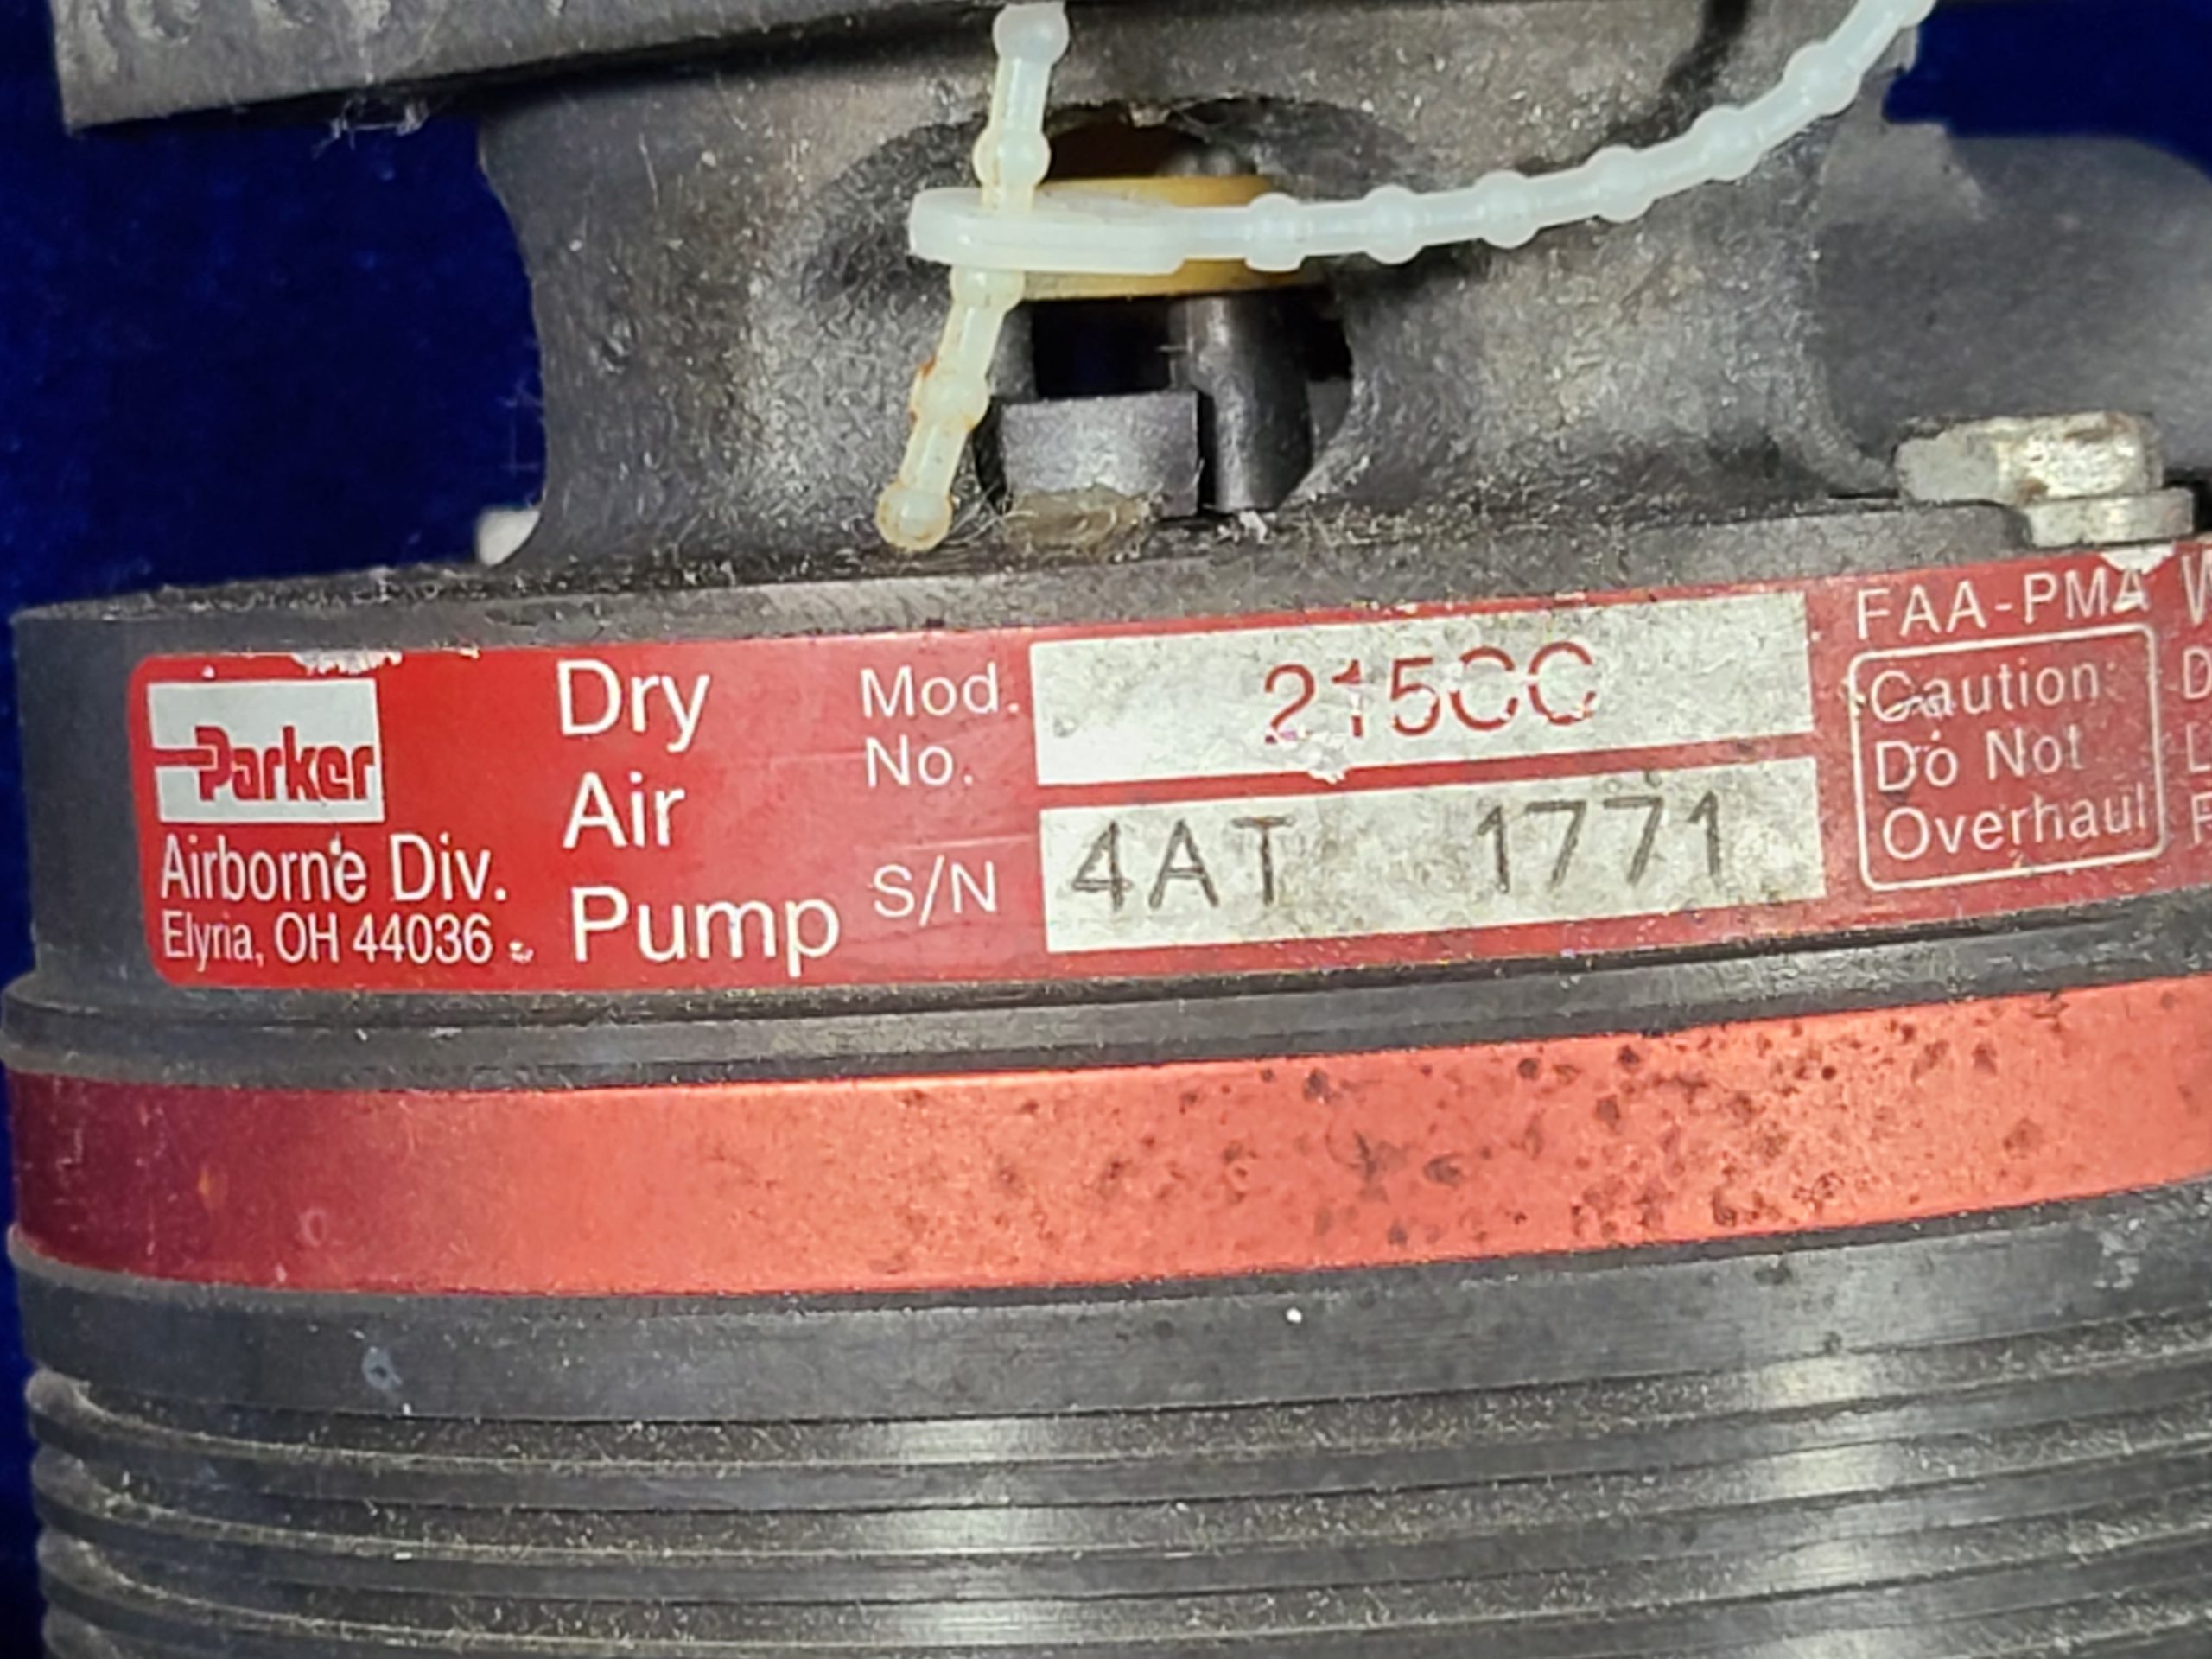 Parker
Airborne Div.
Elyria, OH 44036
Dry
Air
Pump
Mod.
No.
215CC
S/N
4AT 1771
FAA-PMA
Caution:
Do Not
Overhaul